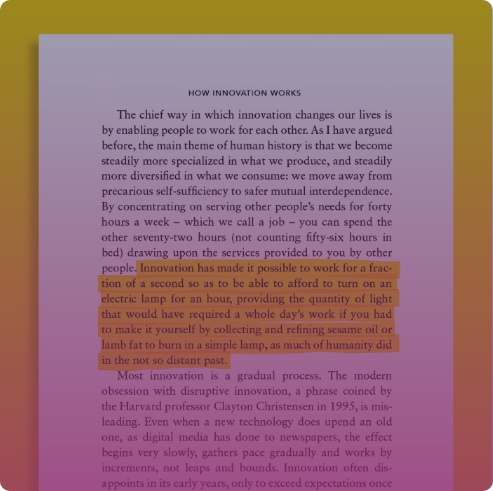 HOW INNOVATION WORKS
The chief way in which innovation changes our lives is
by enabling people to work for each other. As I have argued
before, the main theme of human history is that we become
steadily more specialized in what we produce, and steadily
more diversified in what we consume: we move away from
precarious self-sufficiency to safer mutual interdependence.
By concentrating on serving other people's needs for forty
hours a week – which we call a job – you can spend the
other seventy-two hours (not counting fifty-six hours in
bed) drawing upon the services provided to you by other
people. Innovation has made it possible to work for a frac-
tion of a second so as to be able to afford to turn on an
electric lamp for an hour, providing the quantity of light
that would have required a whole day's work if you had
to make it yourself by collecting and refining sesame oil or
lamb fat to burn in a simple lamp, as much of humanity did
in the not so distant past.
Most innovation is a gradual process. The modern
obsession with disruptive innovation, a phrase coined by
the Harvard professor Clayton Christensen in 1995, is mis-
leading. Even when a new technology does upend an old
one, as digital media has done to newspapers, the effect
begins very slowly, gathers pace gradually and works by
increments, not leaps and bounds. Innovation often dis-
appoints in its early years, only to exceed expectations once